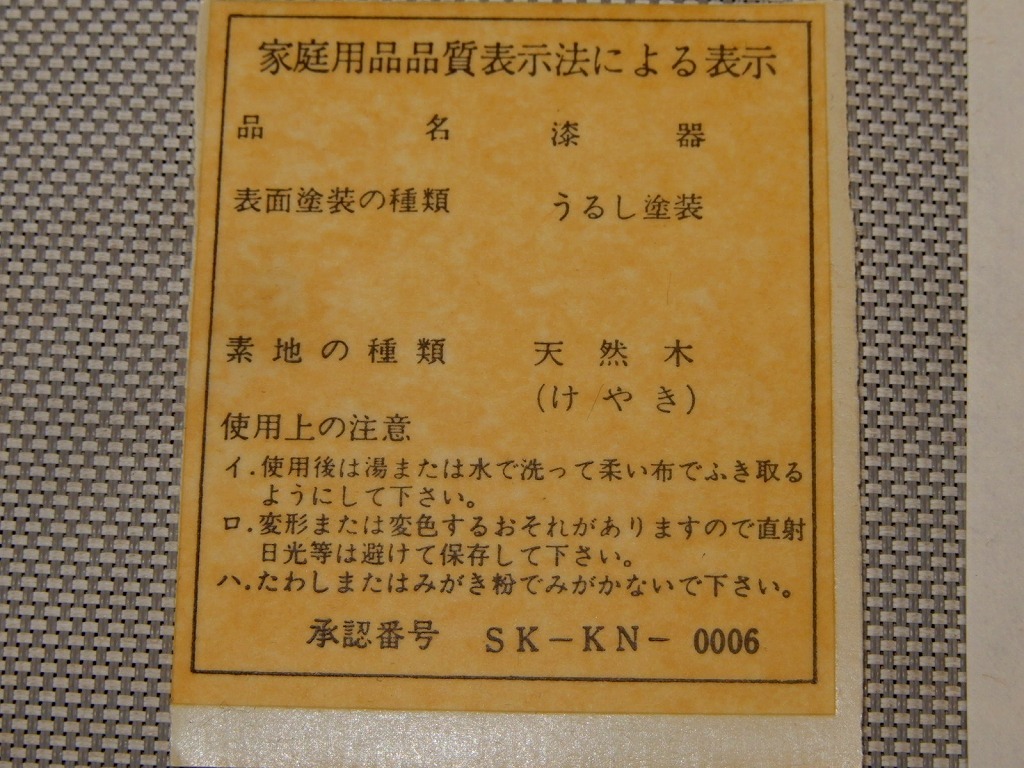 家庭用品品質表示法による表示
品名 漆器
表面塗装の種類 うるし塗装
素地の種類 天然木
(けやき)
使用上の注意
イ.使用後は湯または水で洗って柔い布でふき取る
ようにして下さい。
ロ.変形または変色するおそれがありますので直射
日光等は避けて保存して下さい。
ハ.たわしまたはみがき粉でみがかないで下さい。
承認番号 SK-KN-0006